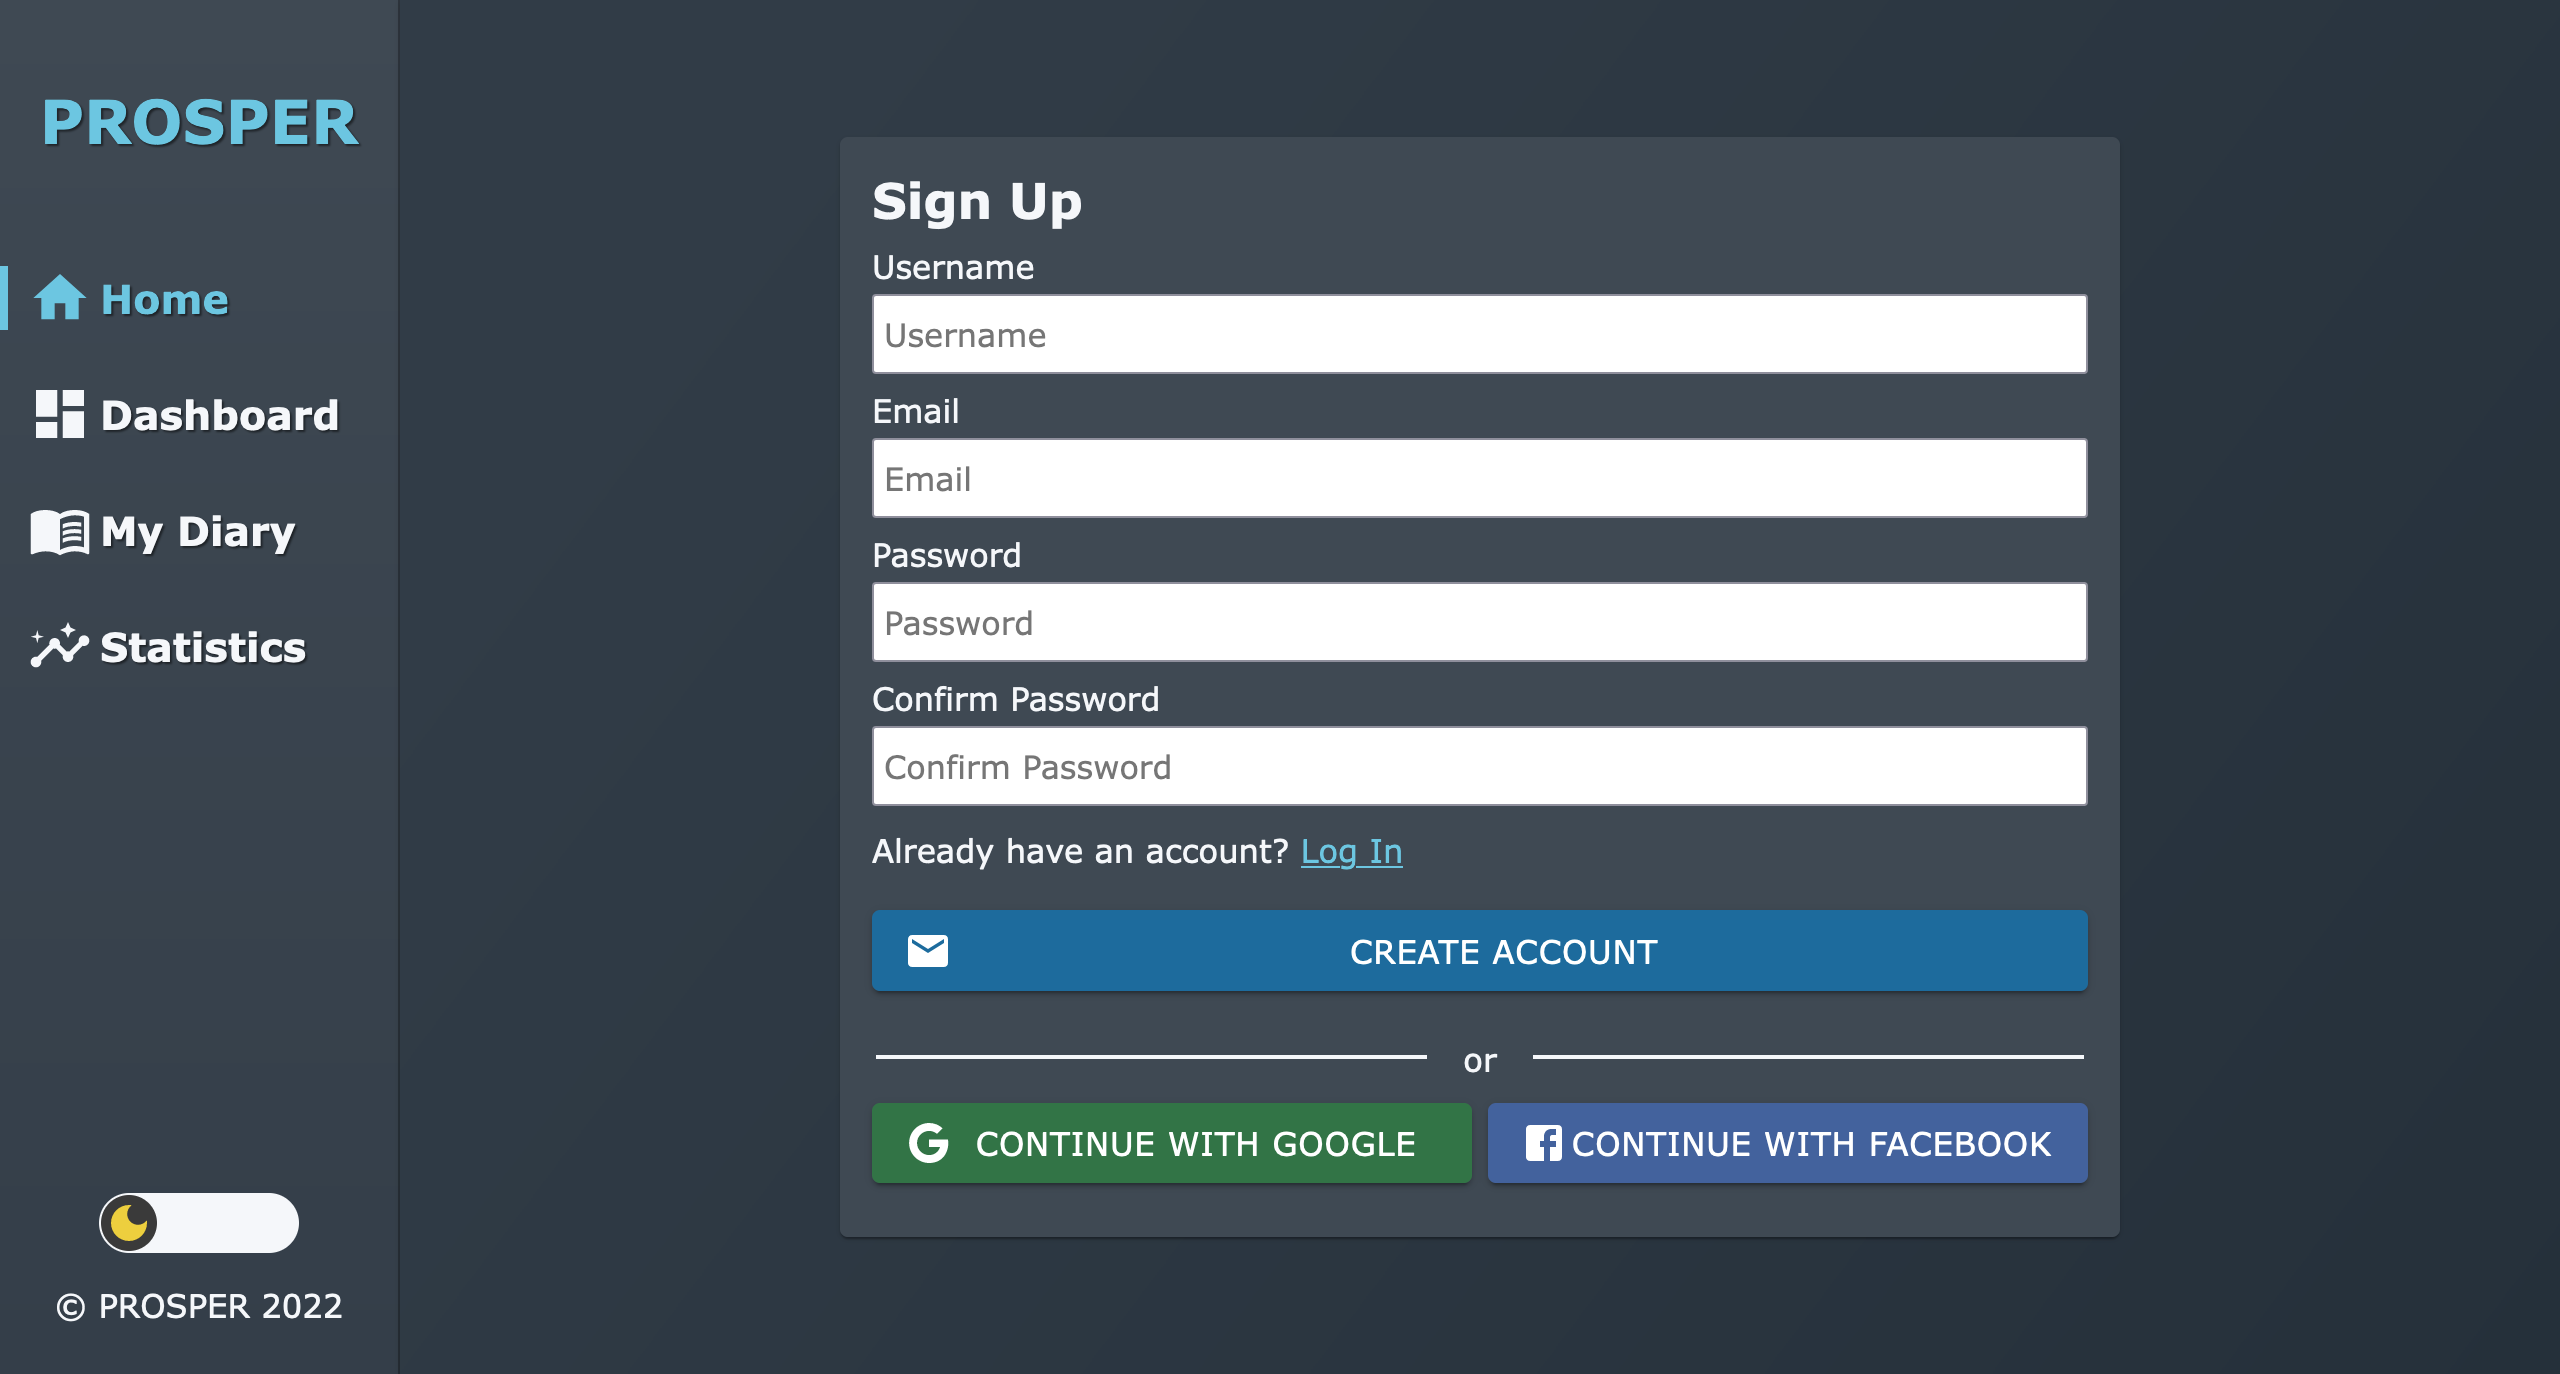 PROSPER
Home
Dashboard
My Diary
Statistics
© PROSPER 2022
Sign Up
Username
Username
Email
Email
Password
Password
Confirm Password
Confirm Password
Already have an account? Log In
CREATE ACCOUNT
or
CONTINUE WITH GOOGLE
CONTINUE WITH FACEBOOK